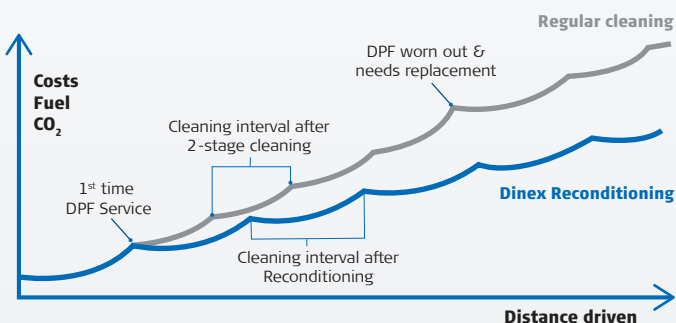 Regular cleaning
DPF worn out &
needs replacement
Costs
Fuel
CO₂
Cleaning interval after
2-stage cleaning
1st time
DPF Service
Dinex Reconditioning
Cleaning interval after
Reconditioning
Distance driven